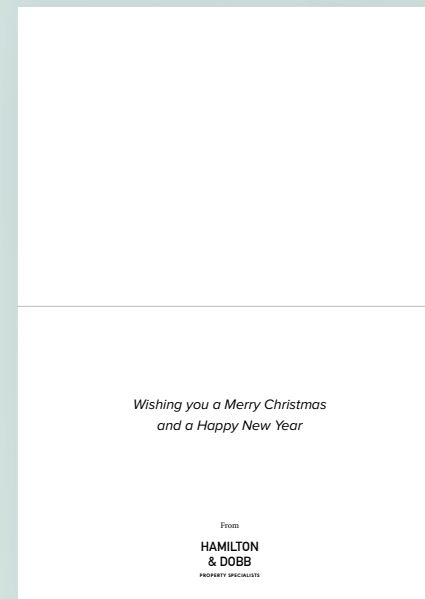 Wishing you a Merry Christmas
and a Happy New Year
From
HAMILTON
& DOBB
PROPERTY SPECIALISTS